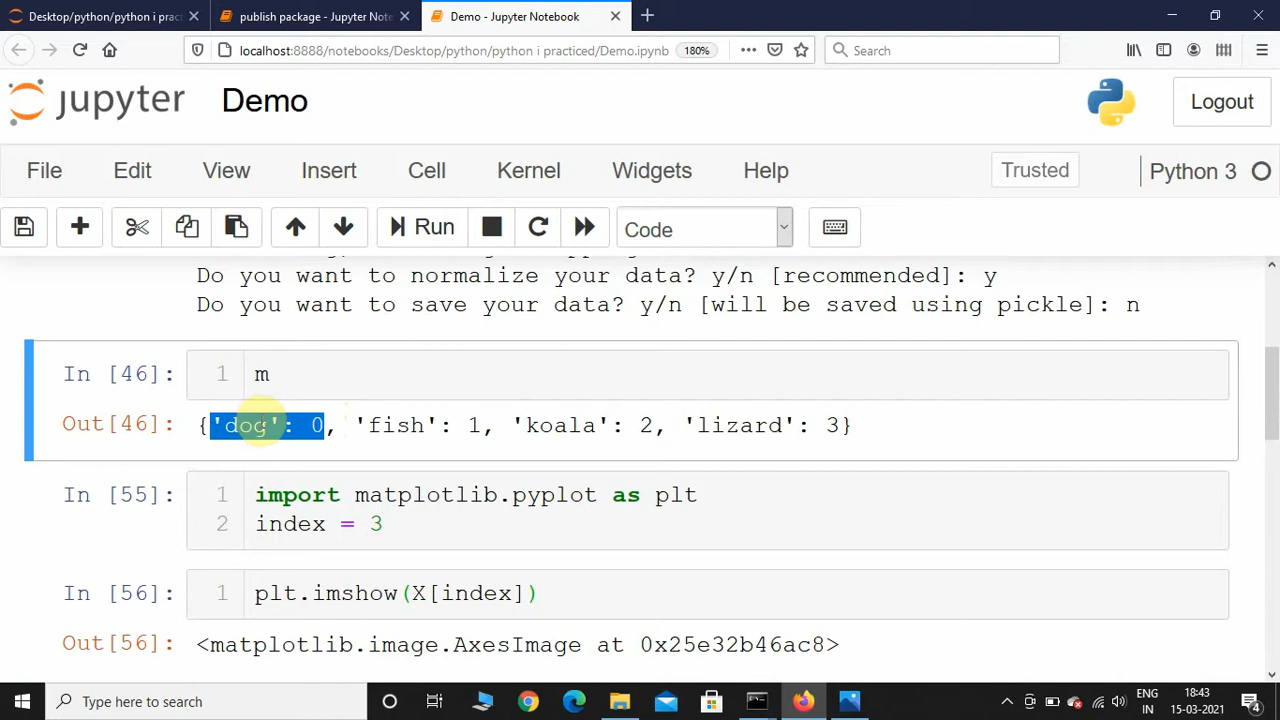 Desktop/python/python i prac
publish package - Jupyter Note
Demo - Jupyter Notebook
localhost:8888/notebooks/Desktop/python/python i practiced/Demo.ipynb
180%
Search
jupyter
Demo
Logout
File
Edit
View
Insert
Cell
Kernel
Widgets
Help
Trusted
Python 3
Run
Code
Do you want to normalize your data? y/n [recommended]: y
Do you want to save your data? y/n [will be saved using pickle]: n
In [46]:
1 m
Out[46]:
{'dog': 0, 'fish': 1, 'koala': 2, 'lizard': 3}
In [55]:
1 import matplotlib.pyplot as plt
2 index = 3
In [56]:
1 plt.imshow(X[index])
Out[56]:
<matplotlib.image.AxesImage at 0x25e32b46ac8>
Type here to search
ENG
IN
18:43
15-03-2021
4